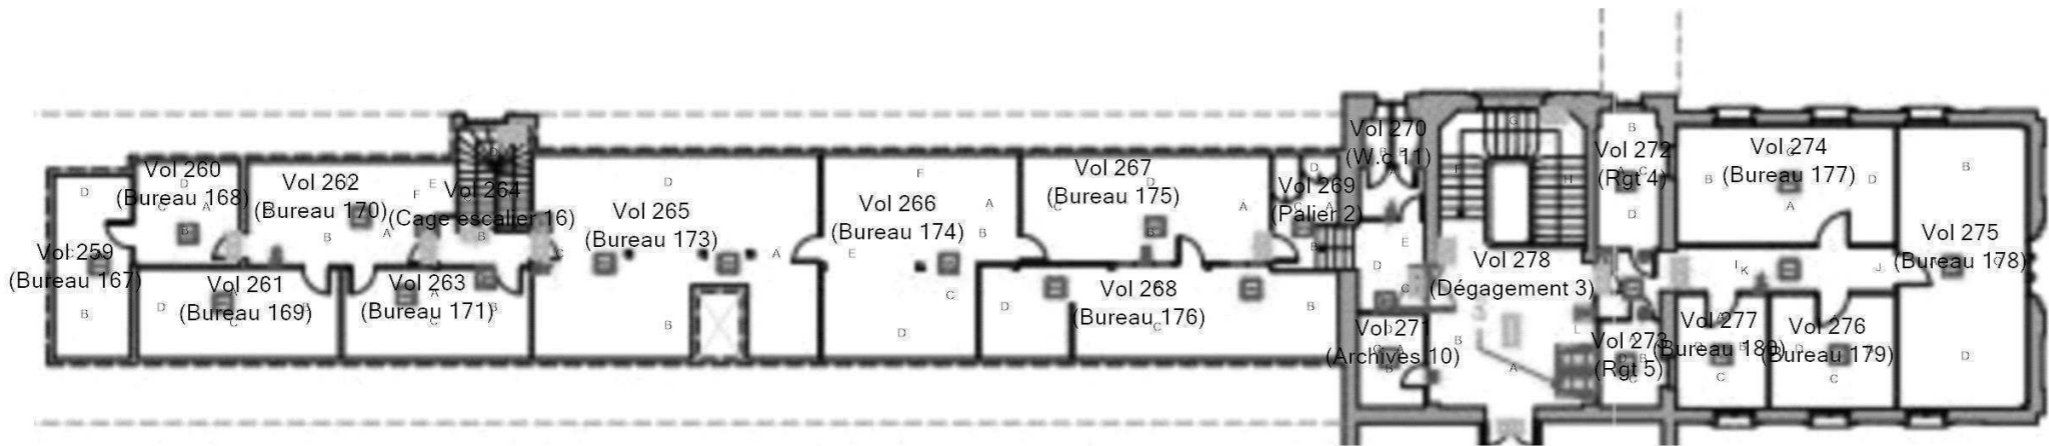 Vol 259
(Bureau 167)
Vol 260
(Bureau 168)
Vol 261
(Bureau 169)
Vol 262
(Bureau 170)
Vol 263
(Bureau 171)
Vol 264
(Cage escalier 16)
Vol 265
(Bureau 173)
Vol 266
(Bureau 174)
Vol 267
(Bureau 175)
Vol 268
(Bureau 176)
Vol 269
(Palier 2)
Vol 270
(W.c 11)
Vol 271
(Archives 10)
Vol 278
(Dégagement 3)
Vol 272
(Rgt 4)
Vol 273
(Rgt 5)
Vol 274
(Bureau 177)
Vol 275
(Bureau 178)
Vol 277
(Bureau 180)
Vol 276
(Bureau 179)